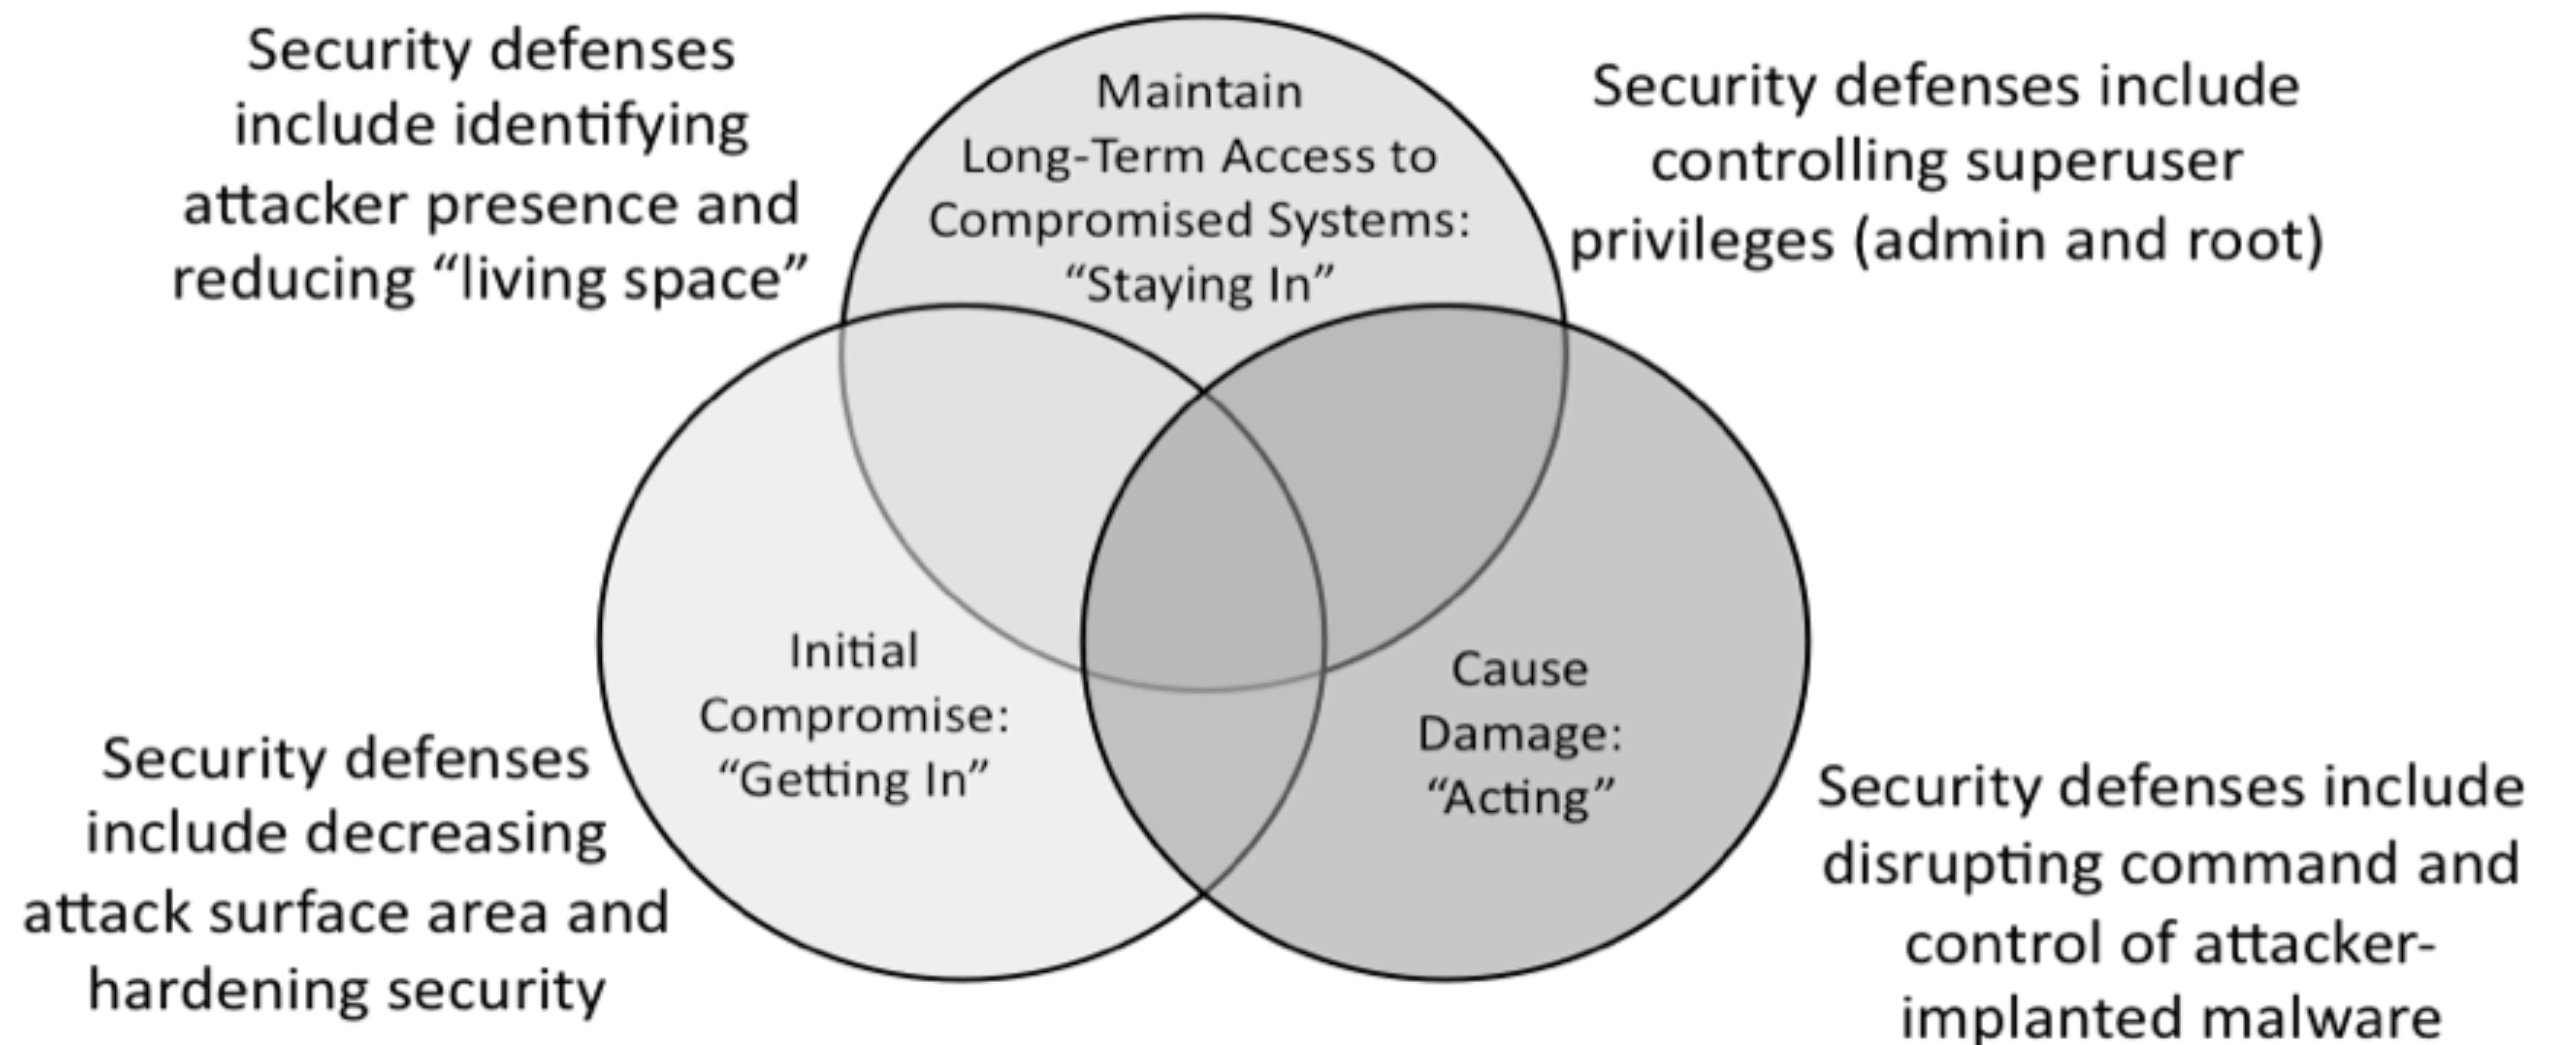 Security defenses
include identifying
attacker presence and
reducing “living space”
Maintain
Long-Term Access to
Compromised Systems:
“Staying In”
Security defenses include
controlling superuser
privileges (admin and root)
Initial
Compromise:
“Getting In”
Cause
Damage:
“Acting”
Security defenses
include decreasing
attack surface area and
hardening security
Security defenses include
disrupting command and
control of attacker-
implanted malware